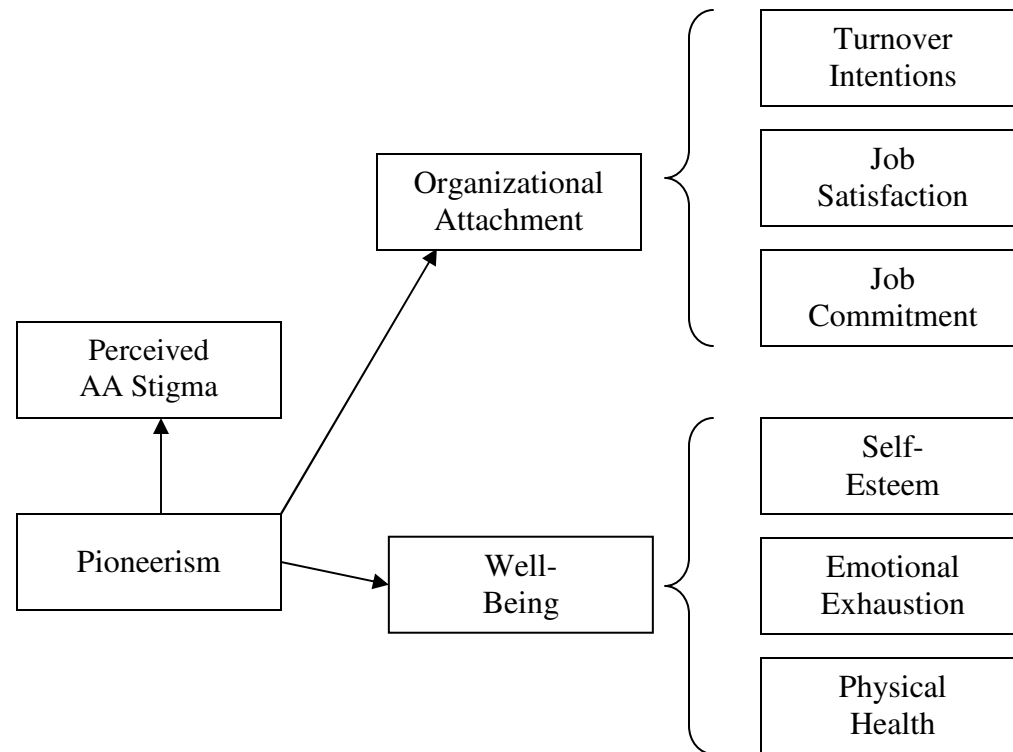 Turnover
Intentions
Job
Satisfaction
Job
Commitment
Organizational
Attachment
Perceived
AA Stigma
Pioneerism
Well-
Being
Self-
Esteem
Emotional
Exhaustion
Physical
Health